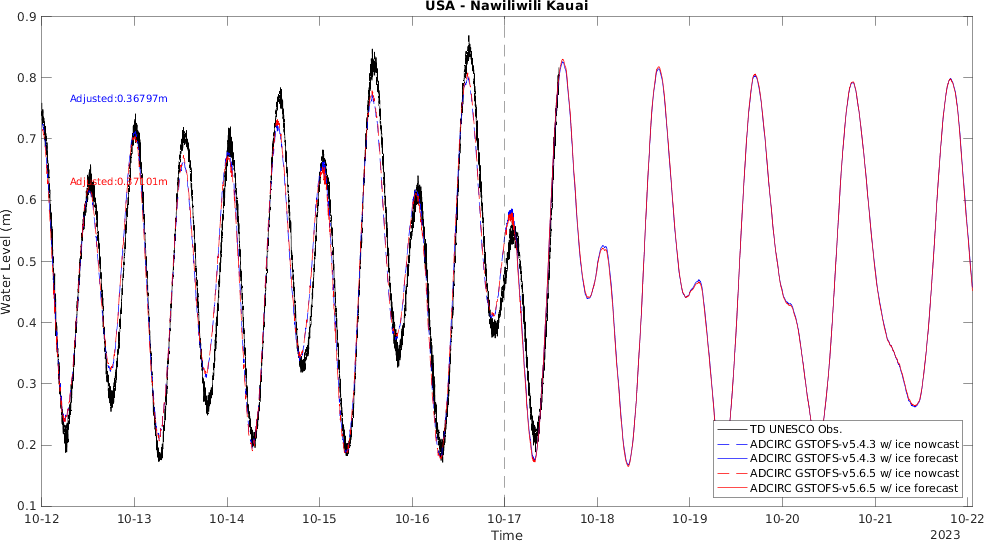 USA - Nawiliwili Kauai
0.9
0.8
0.7
0.6
0.5
0.4
0.3
0.2
0.1
Water Level (m)
Adjusted:0.36797m
TD UNESCO Obs.
ADCIRC GSTOFS-v5.4.3 w/ ice nowcast
ADCIRC GSTOFS-v5.4.3 w/ ice forecast
ADCIRC GSTOFS-v5.6.5 w/ ice nowcast
ADCIRC GSTOFS-v5.6.5 w/ ice forecast
10-12 10-13 10-14 10-15 10-16 10-17 10-18 10-19 10-20 10-21 10-22
Time
2023